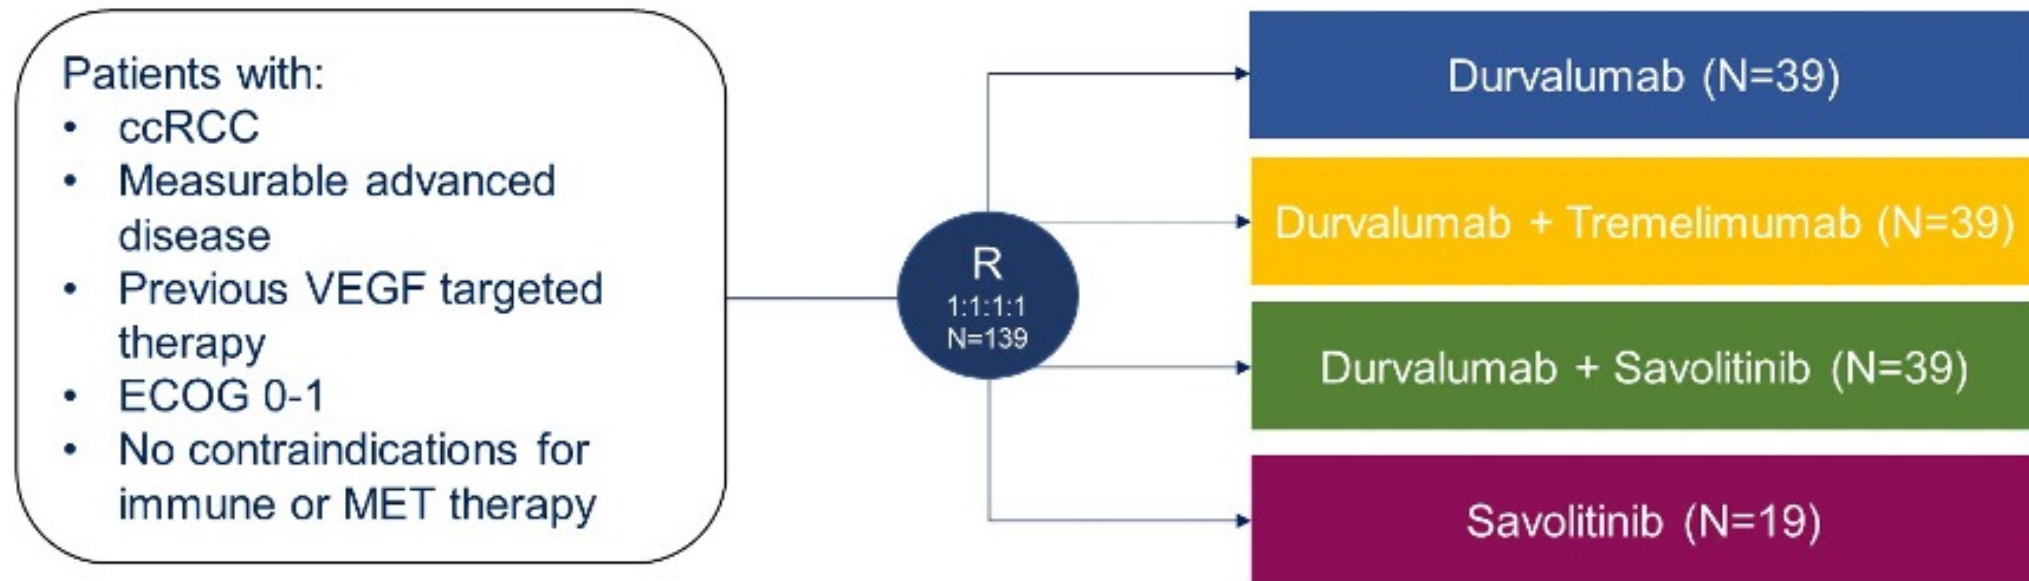 Patients with:
• ccRCC
• Measurable advanced
disease
• Previous VEGF targeted
therapy
• ECOG 0-1
• No contraindications for
immune or MET therapy
R
1:1:1:1
N=139
Durvalumab (N=39)
Durvalumab + Tremelimumab (N=39)
Durvalumab + Savolitinib (N=39)
Savolitinib (N=19)